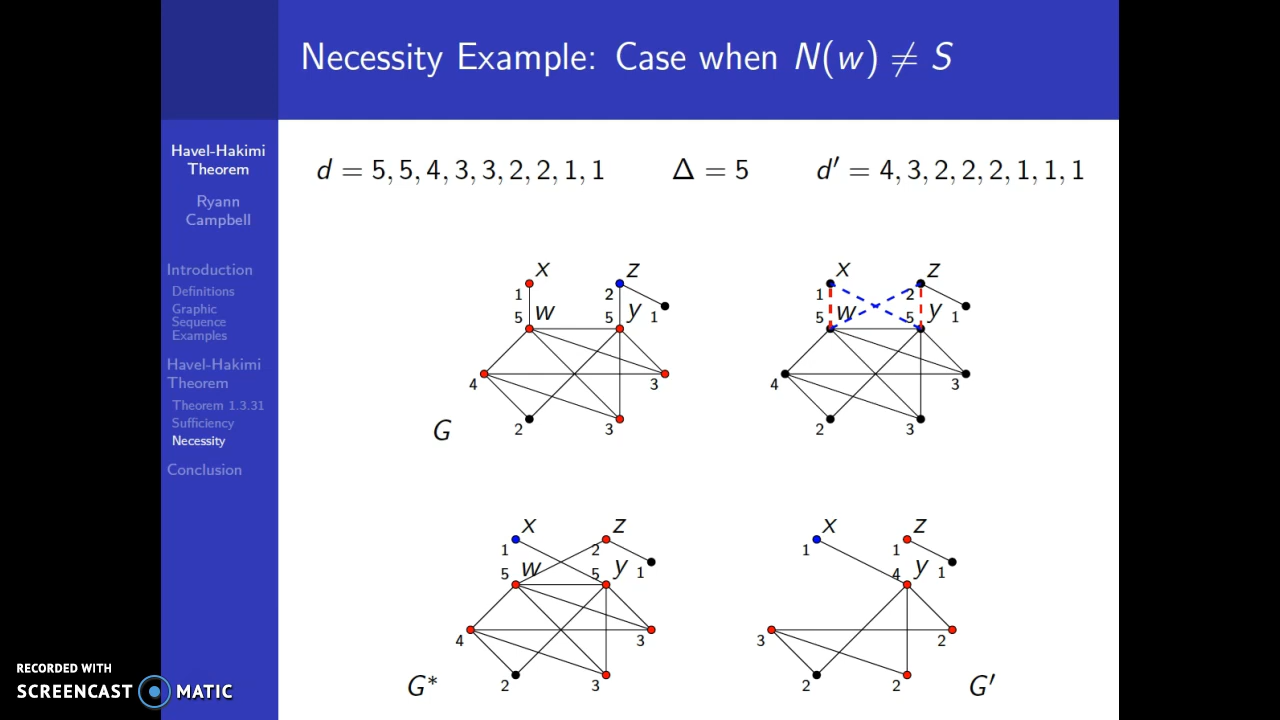 Necessity Example: Case when N(w) ≠ S
Havel-Hakimi
Theorem
Ryann
Campbell
Introduction
Definitions
Graphic
Sequence
Examples
Havel-Hakimi
Theorem
Theorem 1.3.31
Sufficiency
Necessity
Conclusion
d = 5, 5, 4, 3, 3, 2, 2, 1, 1
Δ = 5
d′ = 4, 3, 2, 2, 2, 1, 1, 1
x z
1 2
5 w 5 y 1
4 3
2 3
G
x z
1 2
5 w 5 y 1
4 3
2 3
x z
1 2
5 w 5 y 1
4 3
2 3
G*
x z
1 1
4 y 1
3 2
2 2
G′
RECORDED WITH
SCREENCAST MATIC